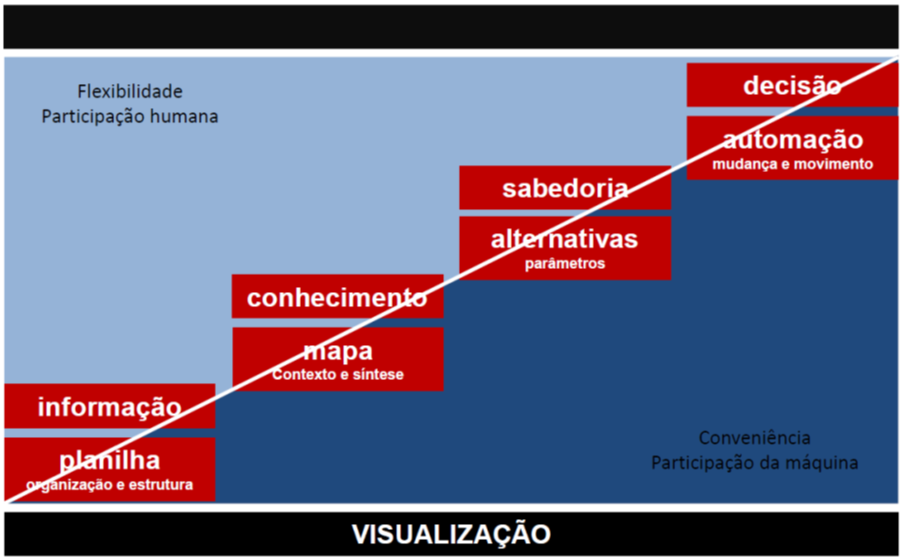 Flexibilidade
Participação humana
decisão
automação
mudança e movimento
sabedoria
alternativas
parâmetros
conhecimento
mapa
Contexto e síntese
informação
planilha
organização e estrutura
Conveniência
Participação da máquina
VISUALIZAÇÃO